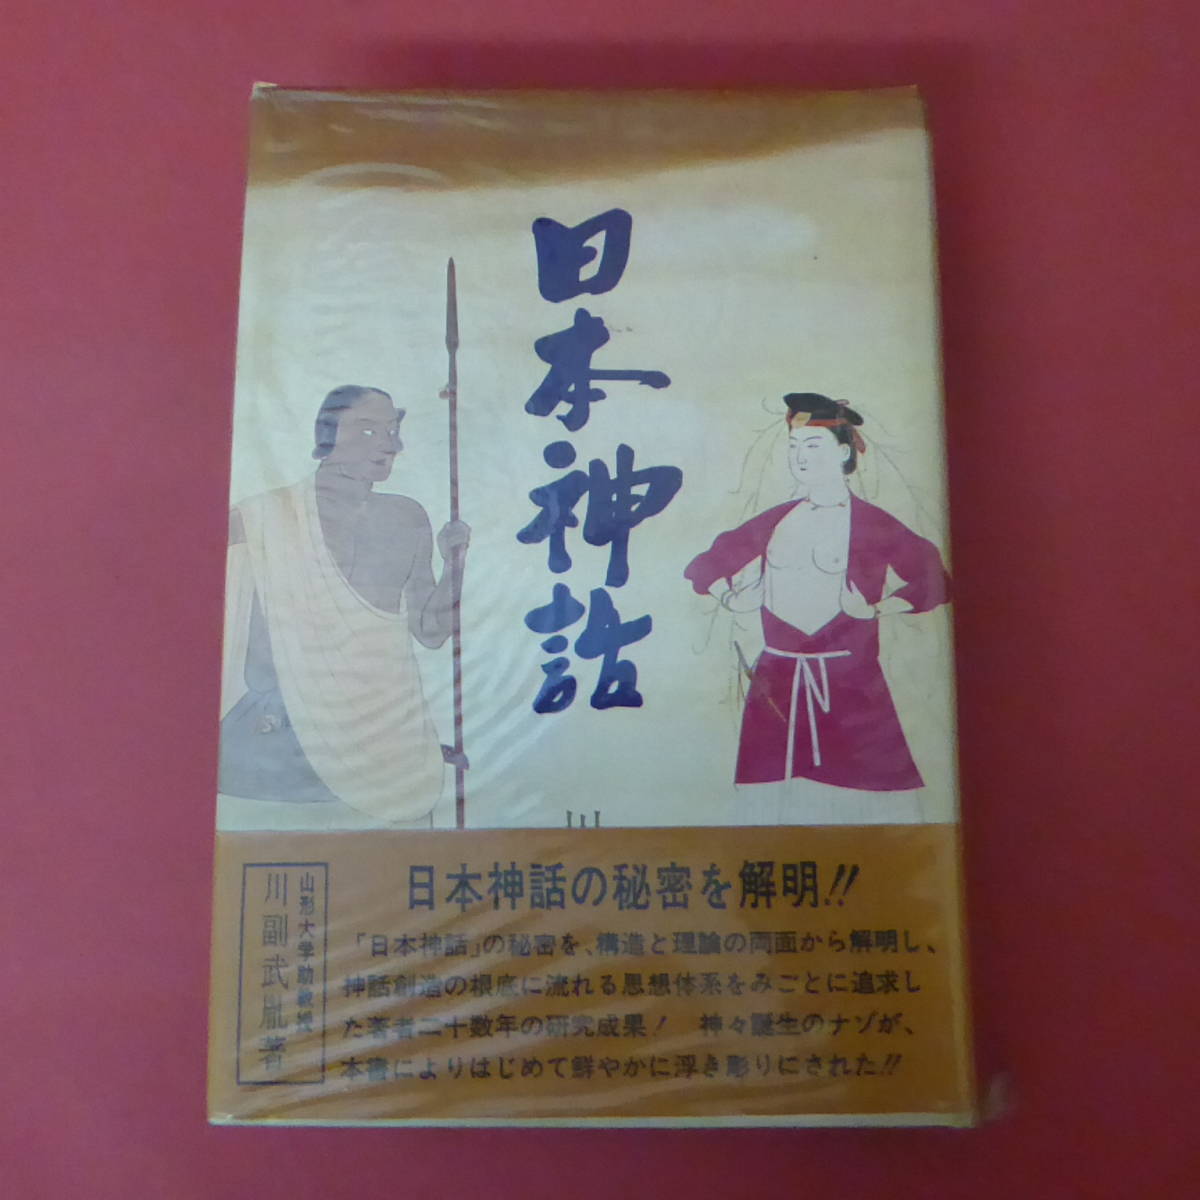 日本神話
日本神話の秘密を解明!!
「日本神話」の秘密を、構造と理論の両面から解明し、
神話創造の根底に流れる思想体系をみごとに追求し
た著者二十数年の研究成果! 神々誕生のナゾが、
本書によりはじめて鮮やかに浮き彫りにされた!!
山形大学助教授
川副武胤著